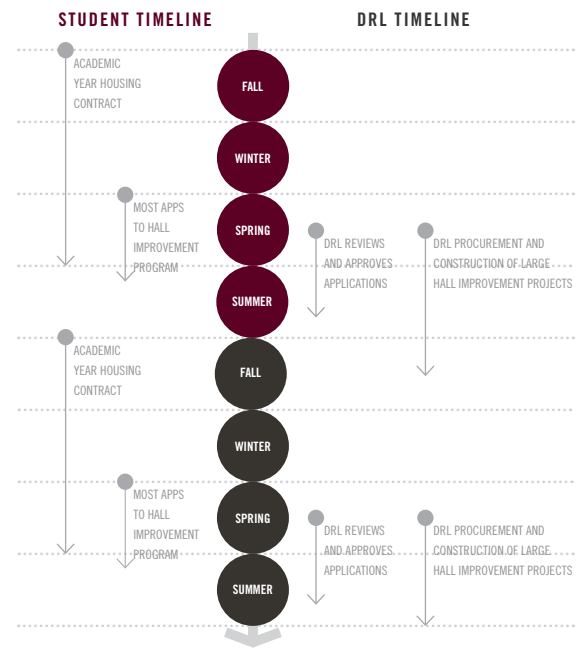 STUDENT TIMELINE
DRL TIMELINE
ACADEMIC
YEAR HOUSING
CONTRACT
FALL
WINTER
MOST APPS
TO HALL
IMPROVEMENT
PROGRAM
SPRING
DRL REVIEWS
AND APPROVES
APPLICATIONS
DRL PROCUREMENT AND
CONSTRUCTION OF LARGE
HALL IMPROVEMENT PROJECTS
SUMMER
ACADEMIC
YEAR HOUSING
CONTRACT
FALL
WINTER
MOST APPS
TO HALL
IMPROVEMENT
PROGRAM
SPRING
DRL REVIEWS
AND APPROVES
APPLICATIONS
DRL PROCUREMENT AND
CONSTRUCTION OF LARGE
HALL IMPROVEMENT PROJECTS
SUMMER